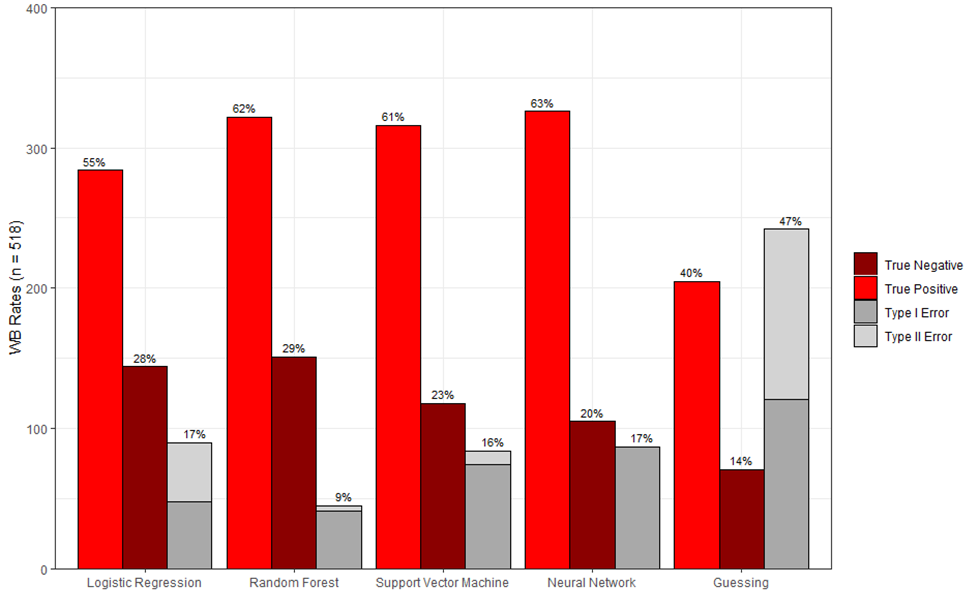 400
300
200
100
0
WB Rates (n = 518)
55%
28%
17%
62%
29%
9%
61%
23%
16%
63%
20%
17%
40%
14%
47%
Logistic Regression
Random Forest
Support Vector Machine
Neural Network
Guessing
True Negative
True Positive
Type I Error
Type II Error